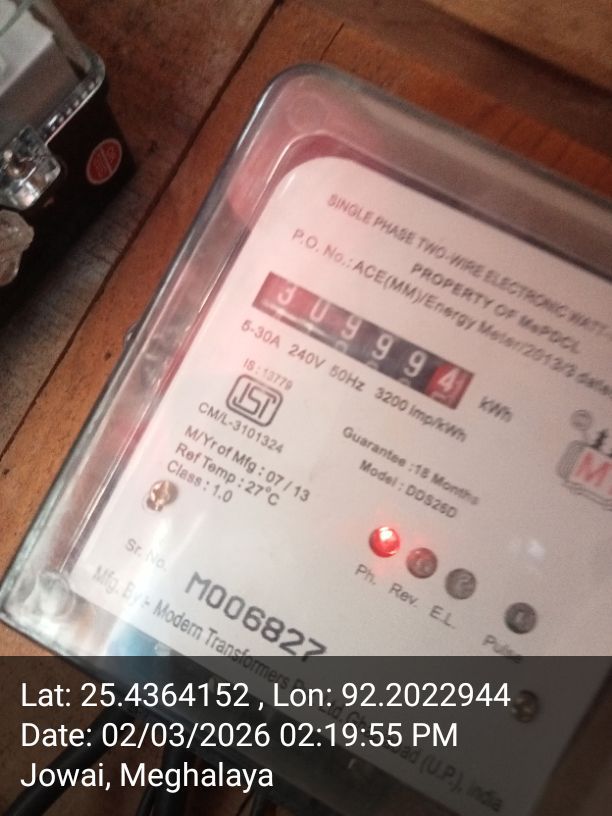 SINGLE PHASE TWO-WIRE ELECTRONIC WATT
P.O. No.: ACE(MM)/Energy Meter/2013/3
PROPERTY OF MePDCL
309994 kWh
5-30A 240V 50Hz 3200 Imp/kWh
IS : 13779
CM/L-3101324
M/Yr of Mfg : 07 / 13
Ref Temp : 27°C
Class : 1.0
Guarantee :18 Months
Model : DDS26D
Ph. Rev. E.L. Pulse
Sr. No. M006827
Mfg. By :- Modern Transformers
(U.P.), India
Lat: 25.4364152 , Lon: 92.2022944
Date: 02/03/2026 02:19:55 PM
Jowai, Meghalaya